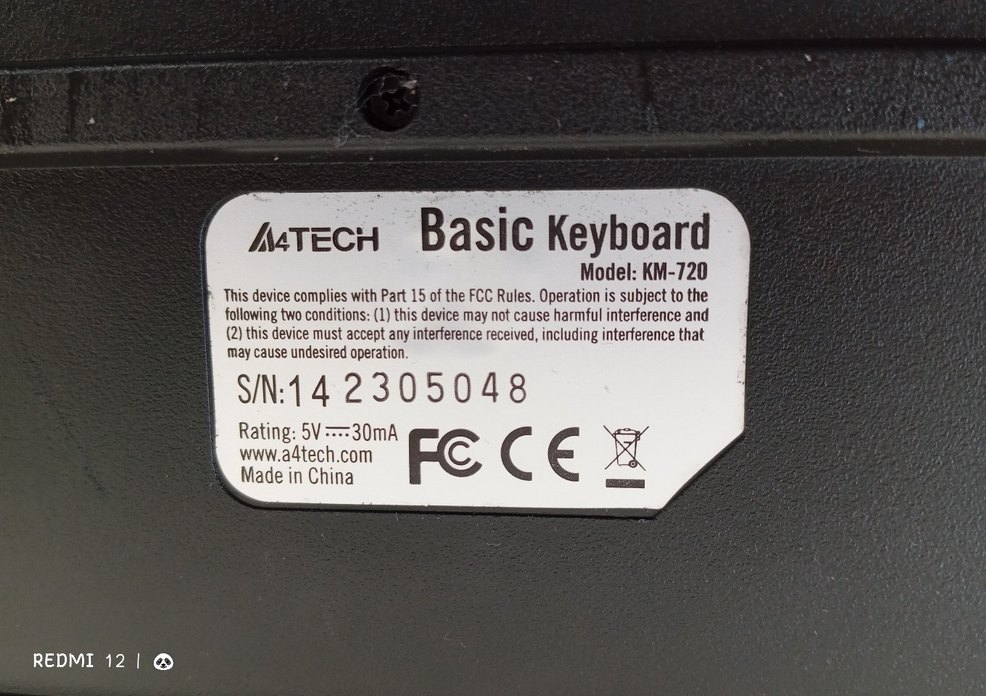 A4TECH Basic Keyboard
Model: KM-720
This device complies with Part 15 of the FCC Rules. Operation is subject to the
following two conditions: (1) this device may not cause harmful interference and
(2) this device must accept any interference received, including interference that
may cause undesired operation.
S/N:142305048
Rating: 5V⎓30mA
www.a4tech.com
Made in China
FC CE
REDMI 12 |